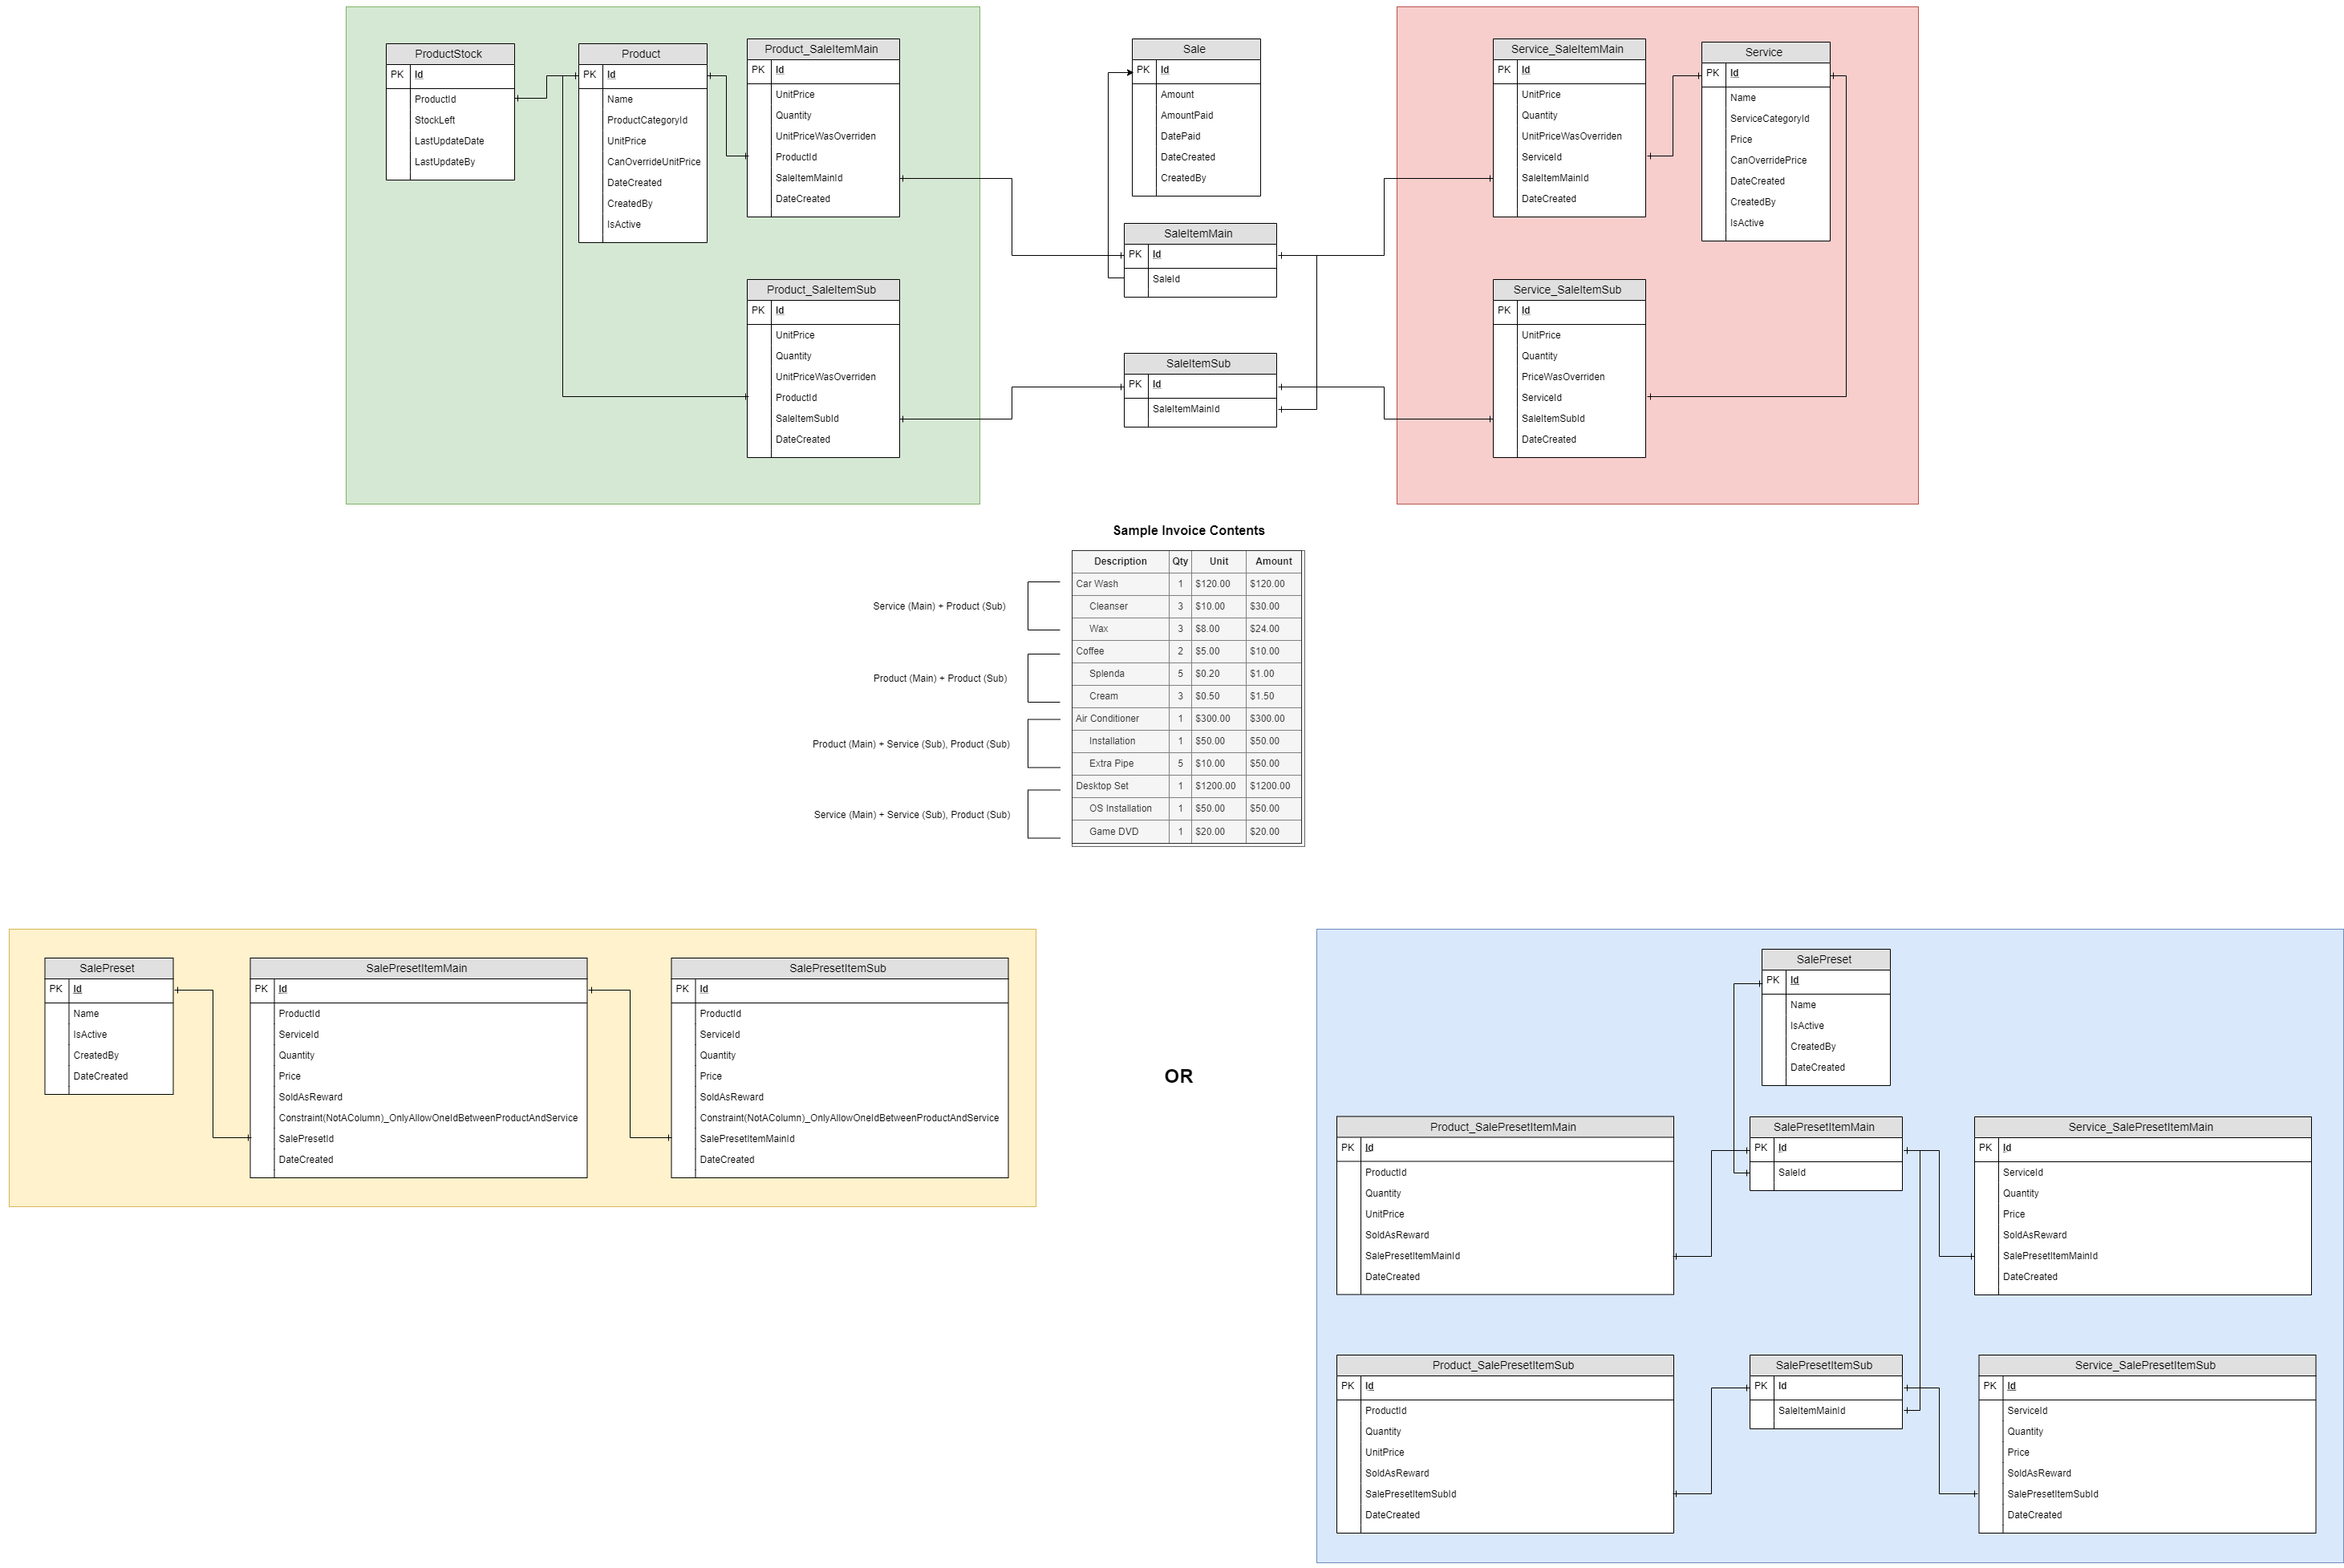 ProductStock
PK Id
ProductId
StockLeft
LastUpdateDate
LastUpdateBy
Product
PK Id
Name
ProductCategoryId
UnitPrice
CanOverrideUnitPrice
DateCreated
CreatedBy
IsActive
Product_SaleItemMain
PK Id
UnitPrice
Quantity
UnitPriceWasOverriden
ProductId
SaleItemMainId
DateCreated
Product_SaleItemSub
PK Id
UnitPrice
Quantity
UnitPriceWasOverriden
ProductId
SaleItemSubId
DateCreated
Sale
PK Id
Amount
AmountPaid
DatePaid
DateCreated
CreatedBy
SaleItemMain
PK Id
SaleId
SaleItemSub
PK Id
SaleItemMainId
Service_SaleItemMain
PK Id
UnitPrice
Quantity
UnitPriceWasOverriden
ServiceId
SaleItemMainId
DateCreated
Service
PK Id
Name
ServiceCategoryId
Price
CanOverridePrice
DateCreated
CreatedBy
IsActive
Service_SaleItemSub
PK Id
UnitPrice
Quantity
PriceWasOverriden
ServiceId
SaleItemSubId
DateCreated
Sample Invoice Contents
Description Qty Unit Amount
Car Wash 1 $120.00 $120.00
Cleanser 3 $10.00 $30.00
Wax 3 $8.00 $24.00
Coffee 2 $5.00 $10.00
Splenda 5 $0.20 $1.00
Cream 3 $0.50 $1.50
Air Conditioner 1 $300.00 $300.00
Installation 1 $50.00 $50.00
Extra Pipe 5 $10.00 $50.00
Desktop Set 1 $1200.00 $1200.00
OS Installation 1 $50.00 $50.00
Game DVD 1 $20.00 $20.00
Service (Main) + Product (Sub)
Product (Main) + Product (Sub)
Product (Main) + Service (Sub), Product (Sub)
Service (Main) + Service (Sub), Product (Sub)
SalePreset
PK Id
Name
IsActive
CreatedBy
DateCreated
SalePresetItemMain
PK Id
ProductId
ServiceId
Quantity
Price
SoldAsReward
Constraint(NotAColumn)_OnlyAllowOneIdBetweenProductAndService
SalePresetId
DateCreated
SalePresetItemSub
PK Id
ProductId
ServiceId
Quantity
Price
SoldAsReward
Constraint(NotAColumn)_OnlyAllowOneIdBetweenProductAndService
SalePresetItemMainId
DateCreated
OR
SalePreset
PK Id
Name
IsActive
CreatedBy
DateCreated
Product_SalePresetItemMain
PK Id
ProductId
Quantity
UnitPrice
SoldAsReward
SalePresetItemMainId
DateCreated
SalePresetItemMain
PK Id
SaleId
Service_SalePresetItemMain
PK Id
ServiceId
Quantity
Price
SoldAsReward
SalePresetItemMainId
DateCreated
Product_SalePresetItemSub
PK Id
ProductId
Quantity
UnitPrice
SoldAsReward
SalePresetItemSubId
DateCreated
SalePresetItemSub
PK Id
SaleItemMainId
Service_SalePresetItemSub
PK Id
ServiceId
Quantity
Price
SoldAsReward
SalePresetItemSubId
DateCreated